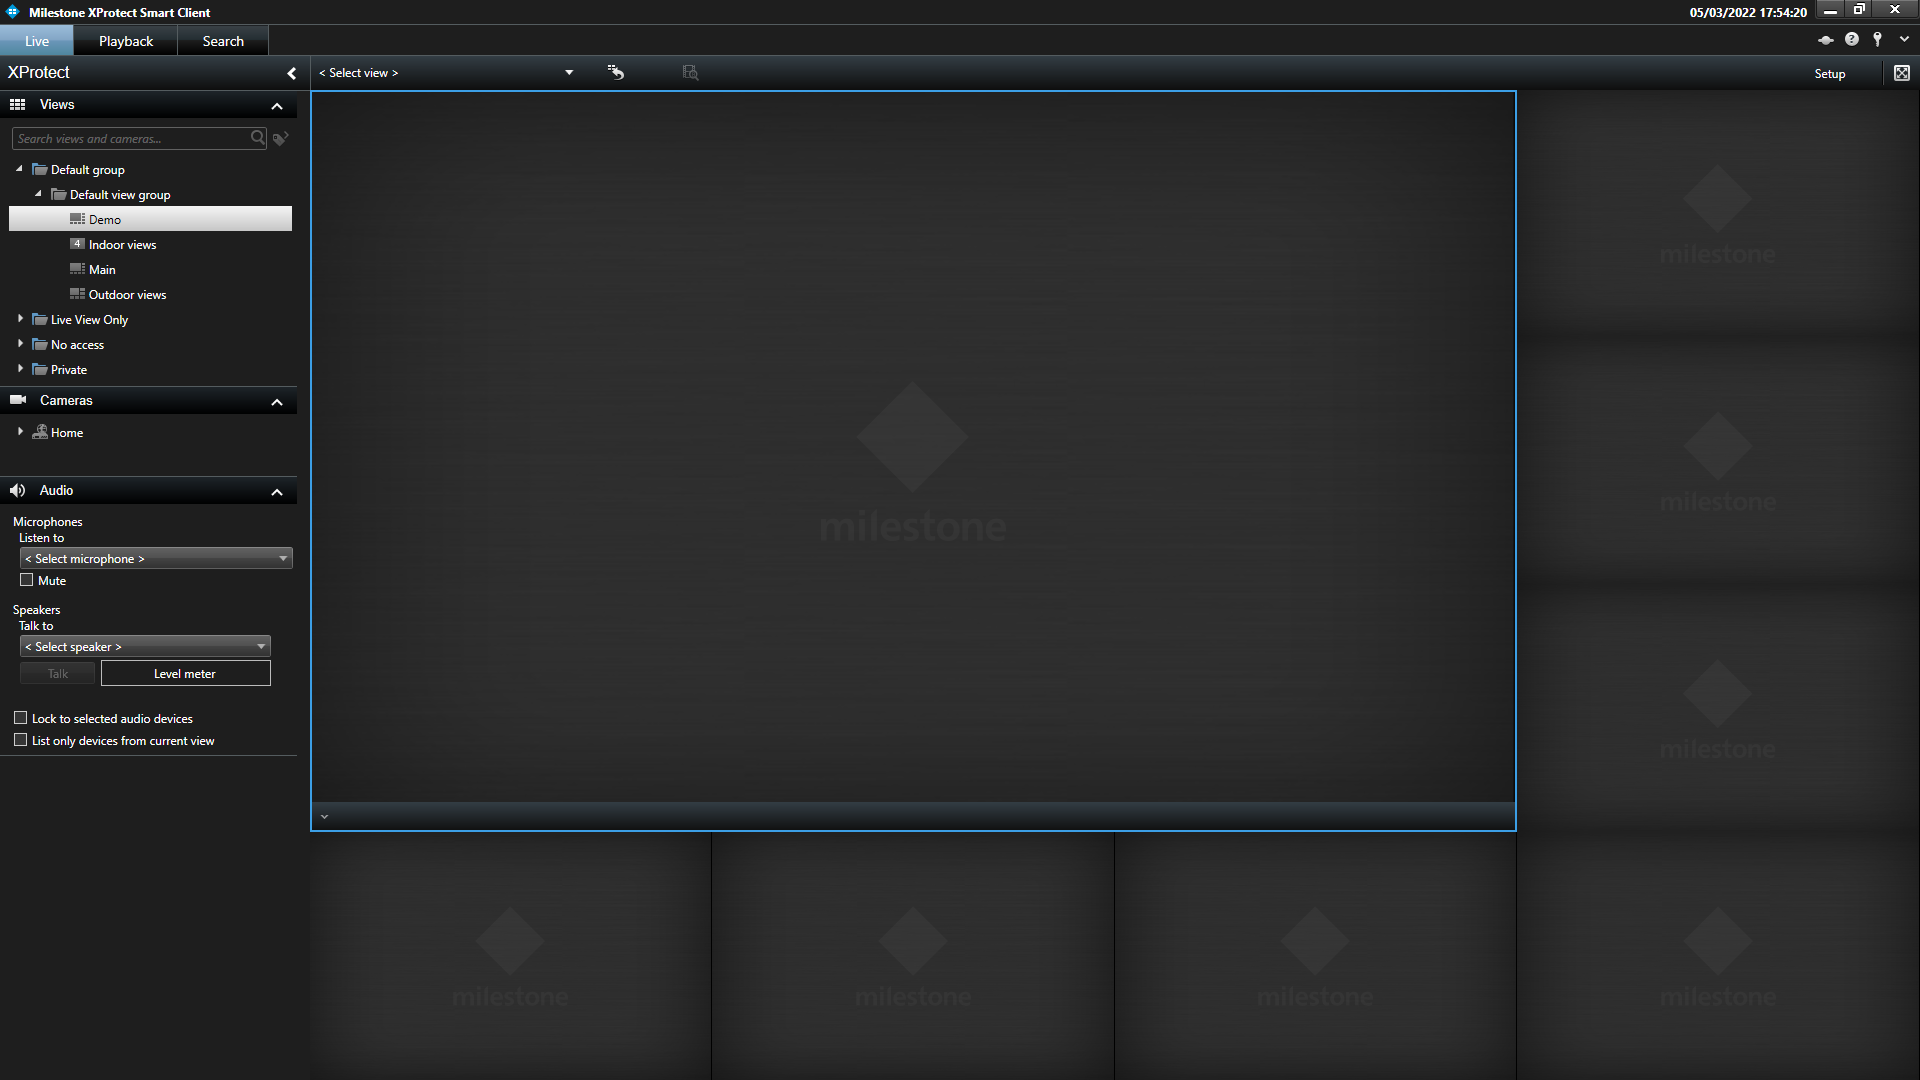 Milestone XProtect Smart Client
05/03/2022 17:54:20
Live
Playback
Search
XProtect
< Select view >
Setup
Views
Search views and cameras...
Default group
Default view group
Demo
4 Indoor views
Main
Outdoor views
Live View Only
No access
Private
Cameras
Home
Audio
Microphones
Listen to
< Select microphone >
Mute
Speakers
Talk to
< Select speaker >
Talk
Level meter
Lock to selected audio devices
List only devices from current view
milestone
milestone
milestone
milestone
milestone
milestone
milestone
milestone